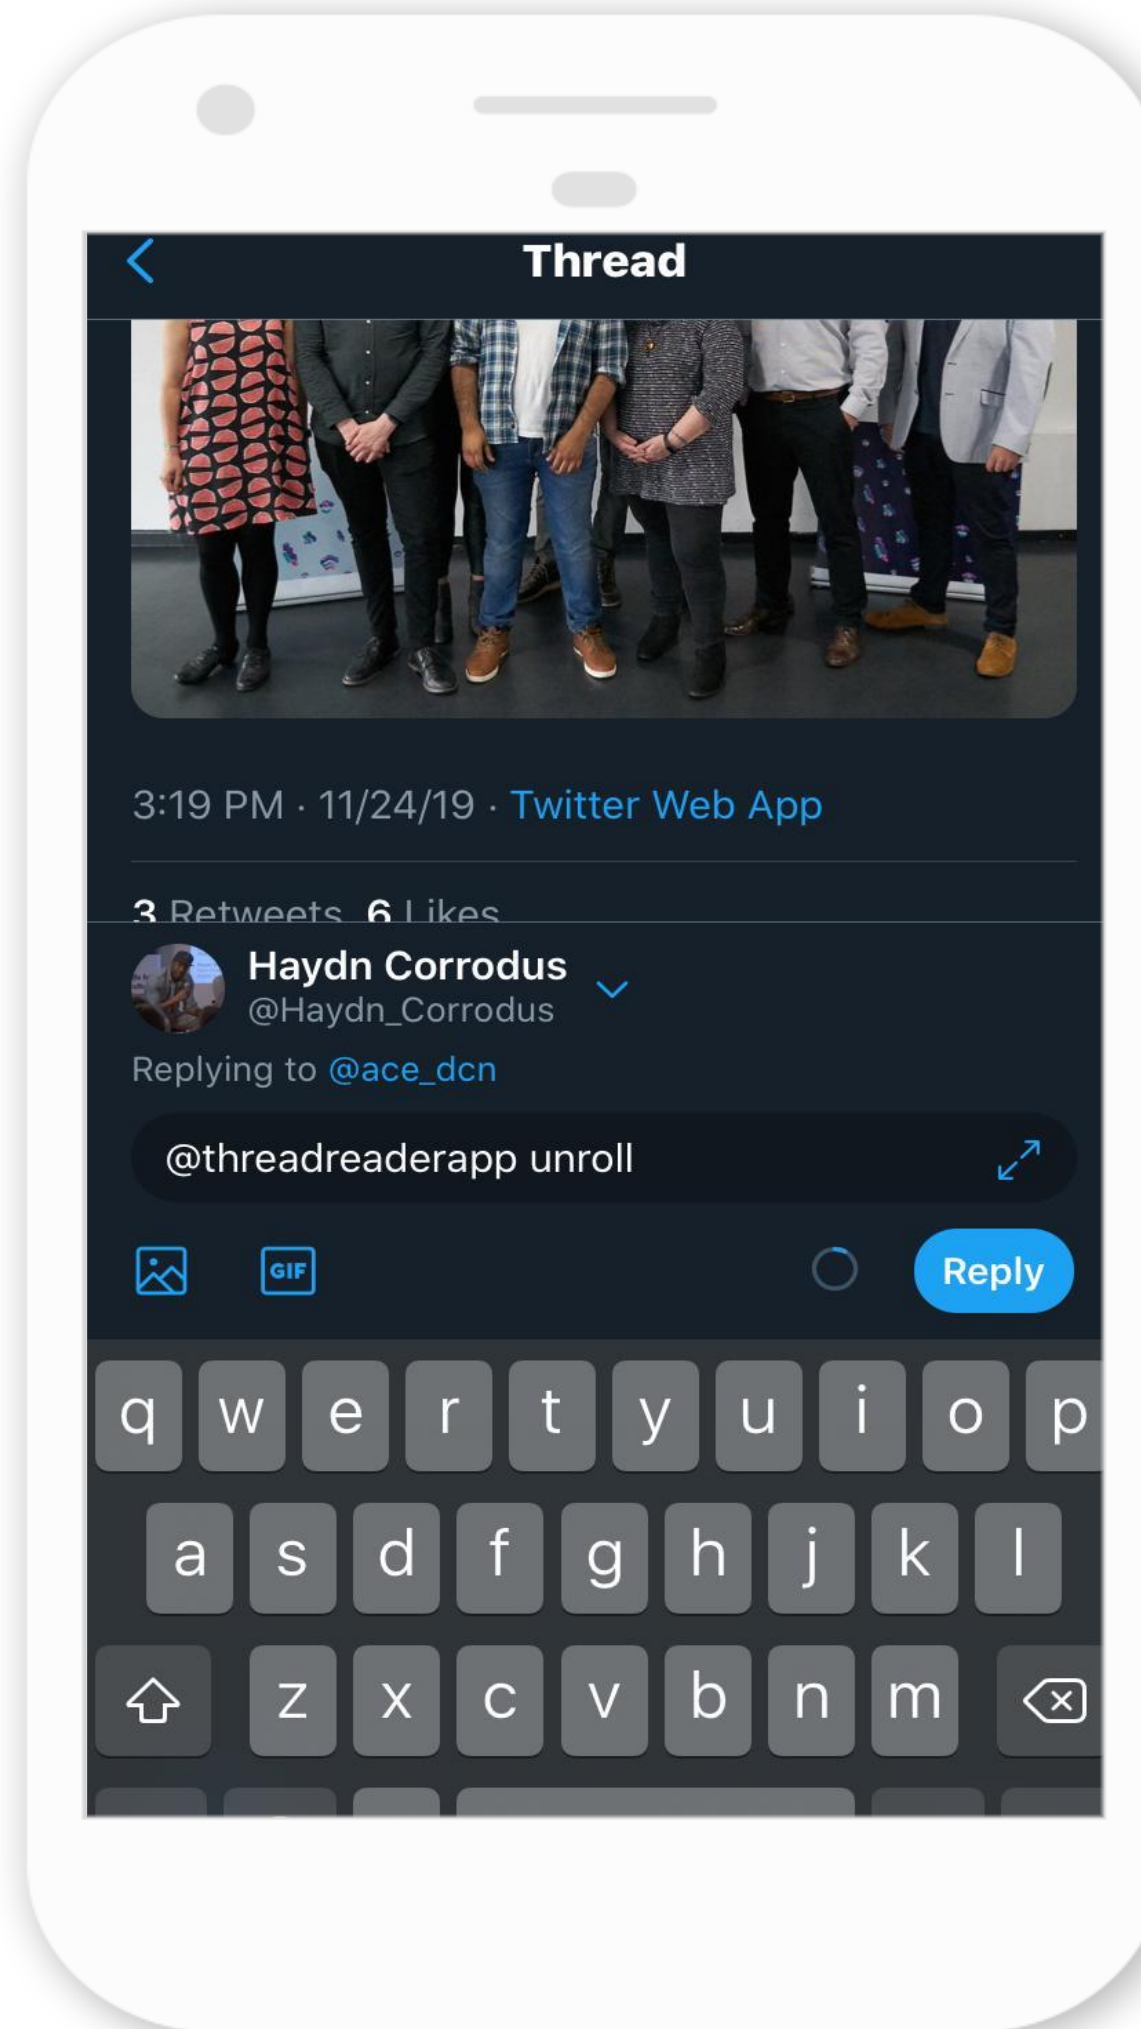 Thread
3:19 PM · 11/24/19 · Twitter Web App
3 Retweets 6 Likes
Haydn Corrodus
@Haydn_Corrodus
Replying to @ace_dcn
@threadreaderapp unroll
GIF
Reply
q w e r t y u i o p
a s d f g h j k l
z x c v b n m